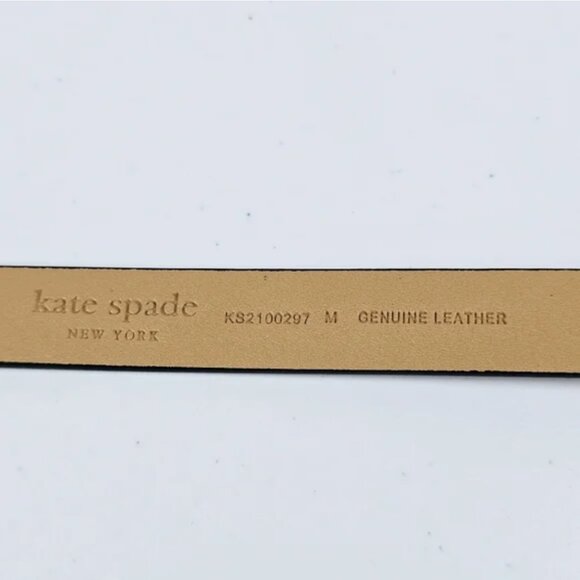 kate spade
NEW YORK
KS2100297 M GENUINE LEATHER